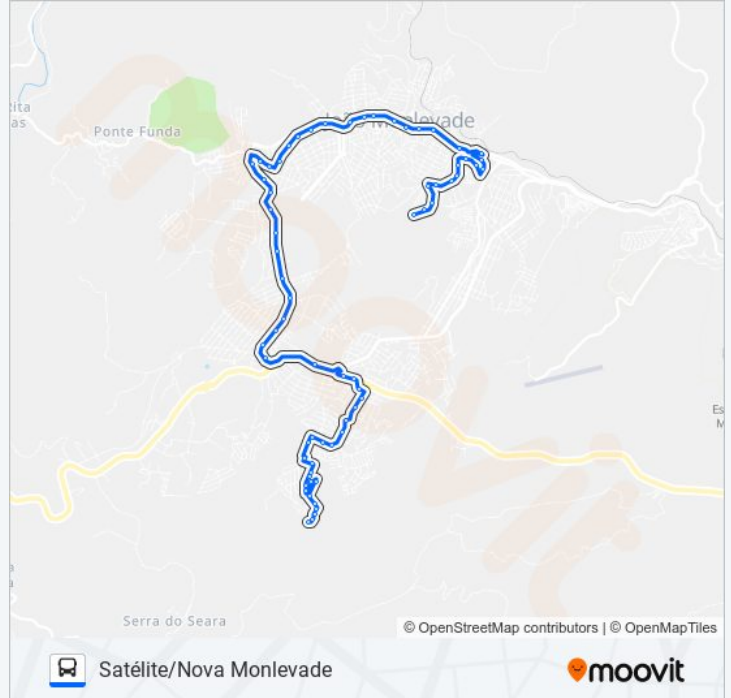 João Monlevade
Ponte Funda
Serra do Seara
© OpenStreetMap contributors | © OpenMapTiles
Satélite/Nova Monlevade
moovit